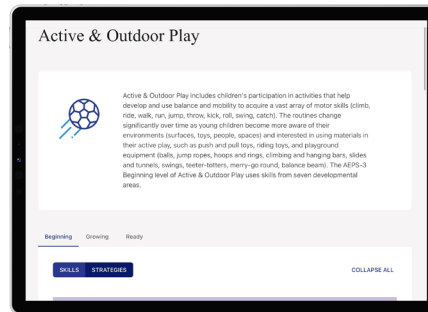 Active & Outdoor Play
Active & Outdoor Play includes children's participation in activities that help
develop and use balance and mobility to acquire a vast array of motor skills (climb,
ride, walk, run, jump, throw, kick, roll, swing, catch). The routines change
significantly over time as young children become more aware of their
environments (surfaces, toys, people, spaces) and interested in using materials in
their active play, such as push and pull toys, riding toys, and playground
equipment (balls, jump ropes, hoops and rings, climbing and hanging bars, slides
and tunnels, swings, teeter-totters, merry-go round, balance beam). The AEPS-3
Beginning level of Active & Outdoor Play uses skills from seven developmental
areas.
Beginning Growing Ready
SKILLS STRATEGIES COLLAPSE ALL